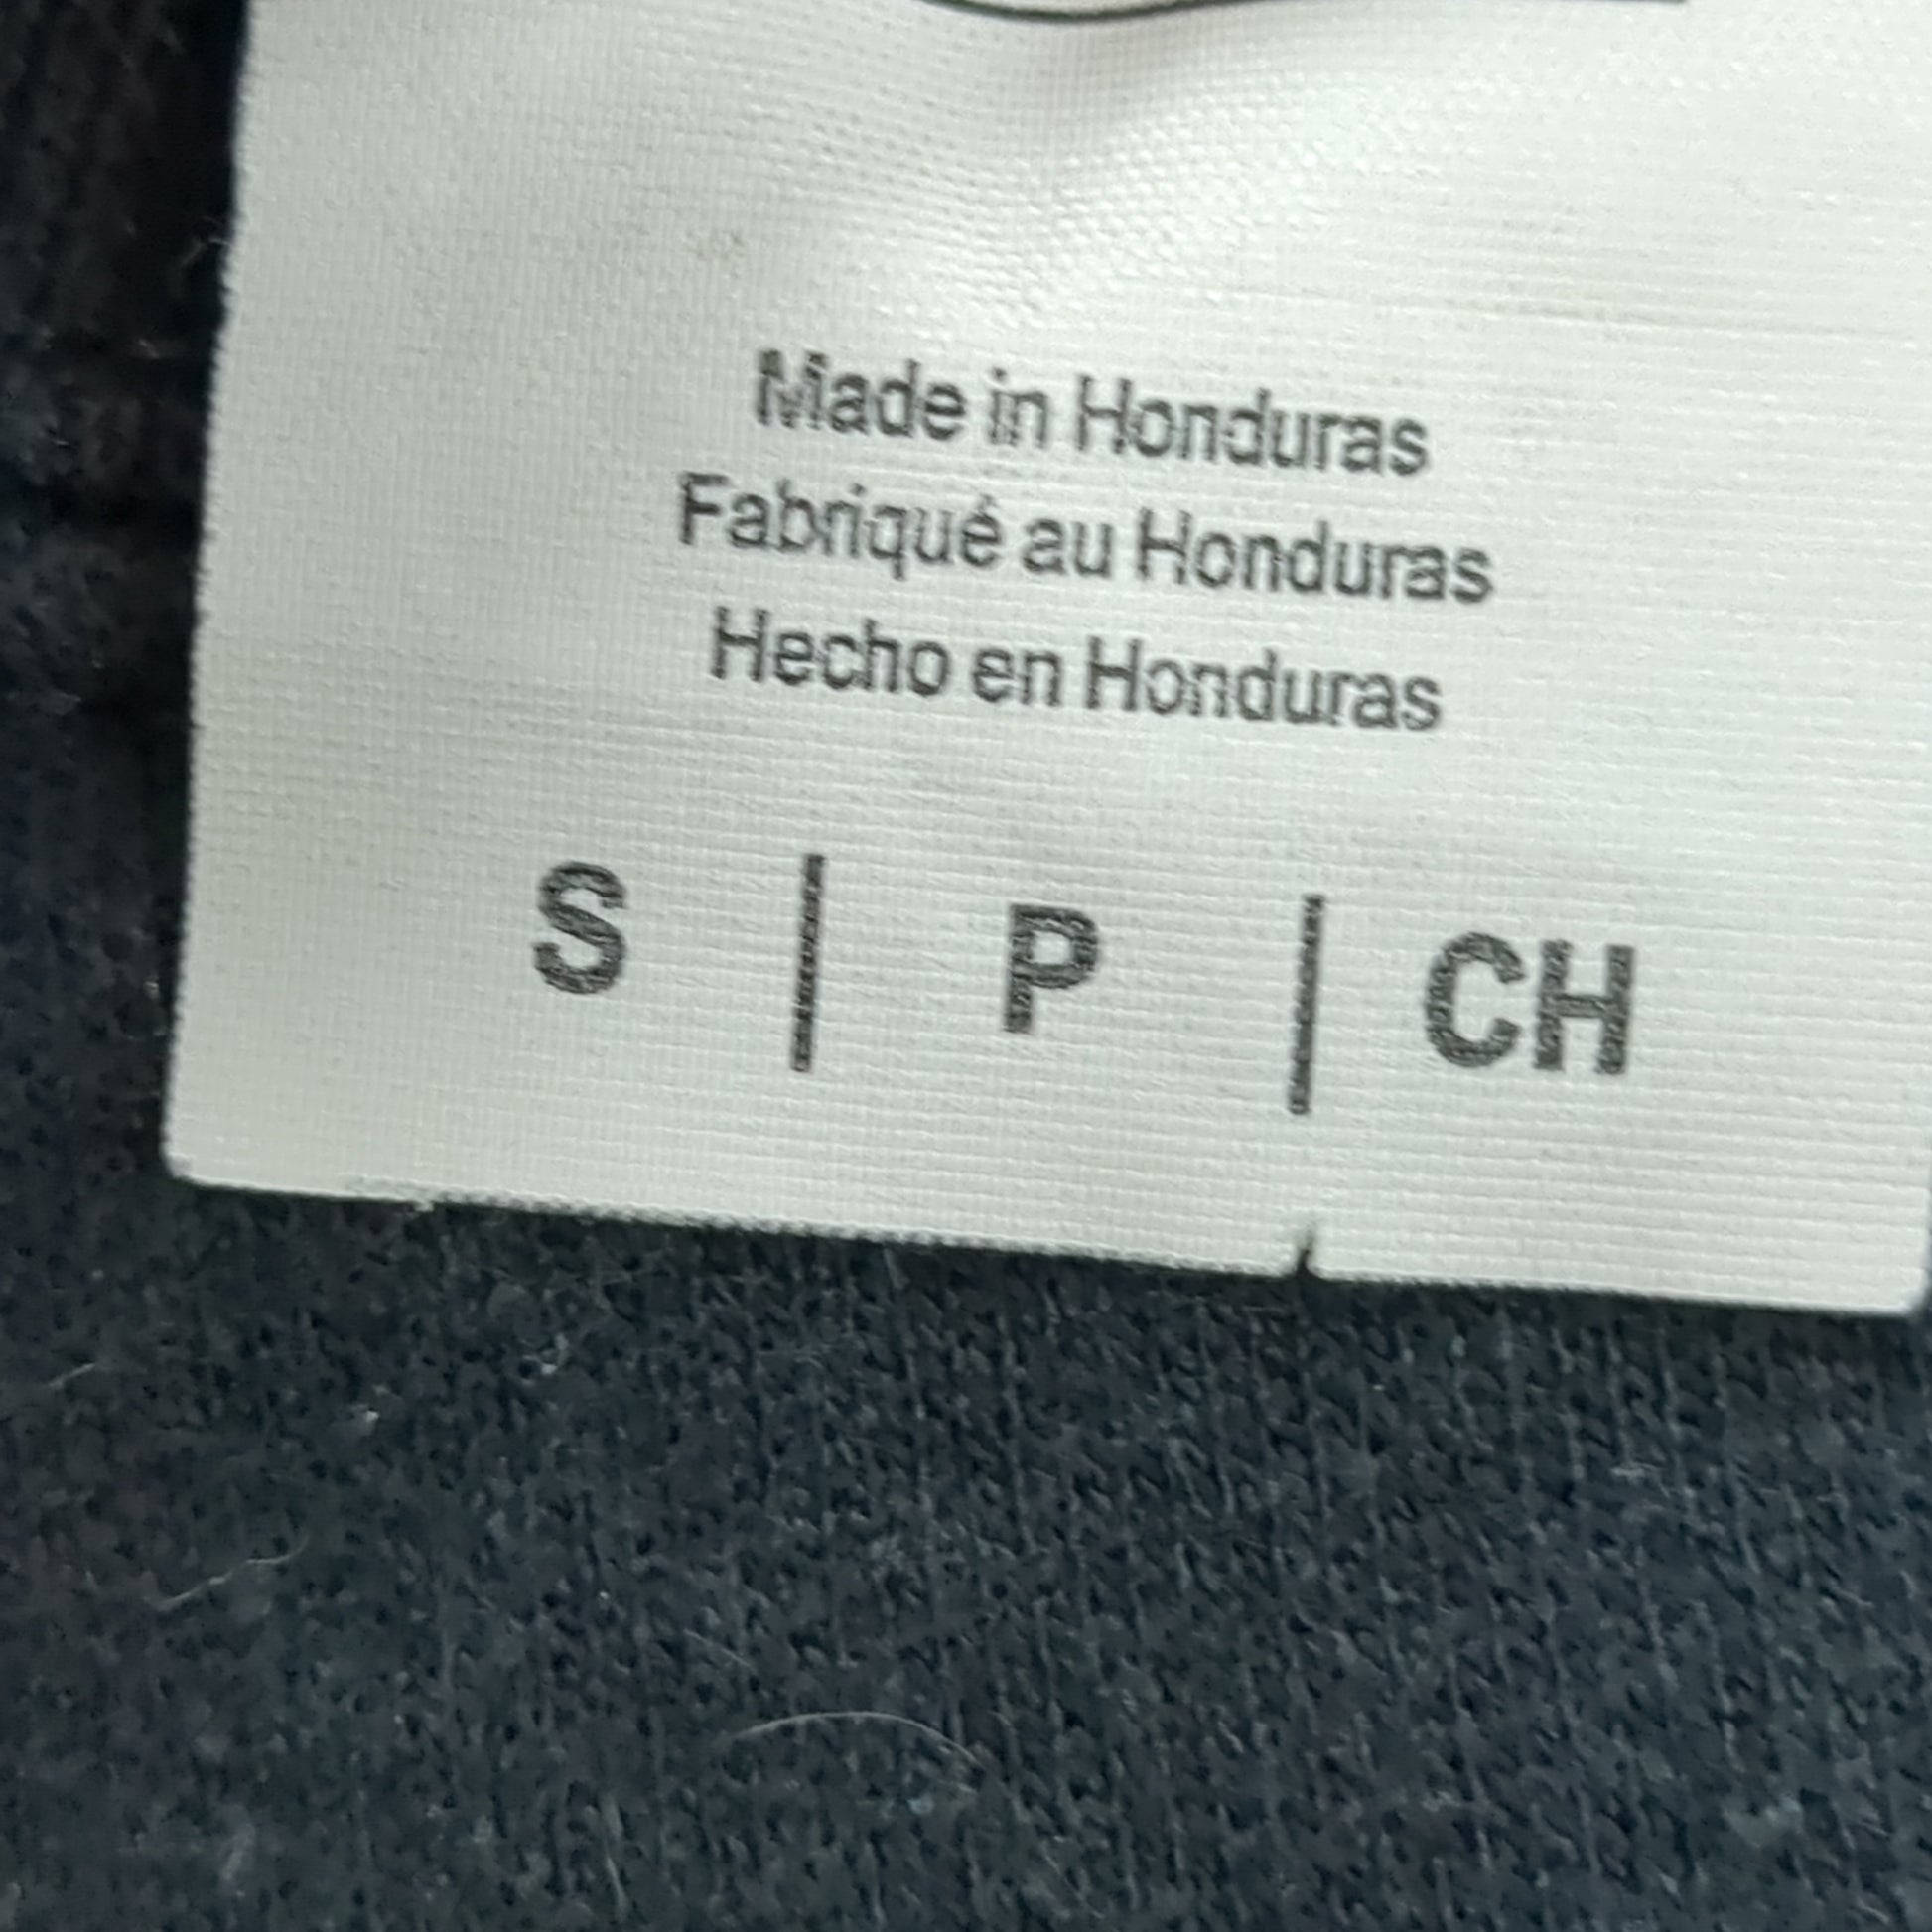 Made in Honduras
Fabriqué au Honduras
Hecho en Honduras
S | P | CH